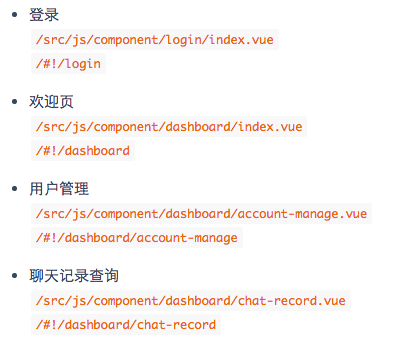 登录
/src/js/component/login/index.vue
/#!/login
欢迎页
/src/js/component/dashboard/index.vue
/#!/dashboard
用户管理
/src/js/component/dashboard/account-manage.vue
/#!/dashboard/account-manage
聊天记录查询
/src/js/component/dashboard/chat-record.vue
/#!/dashboard/chat-record